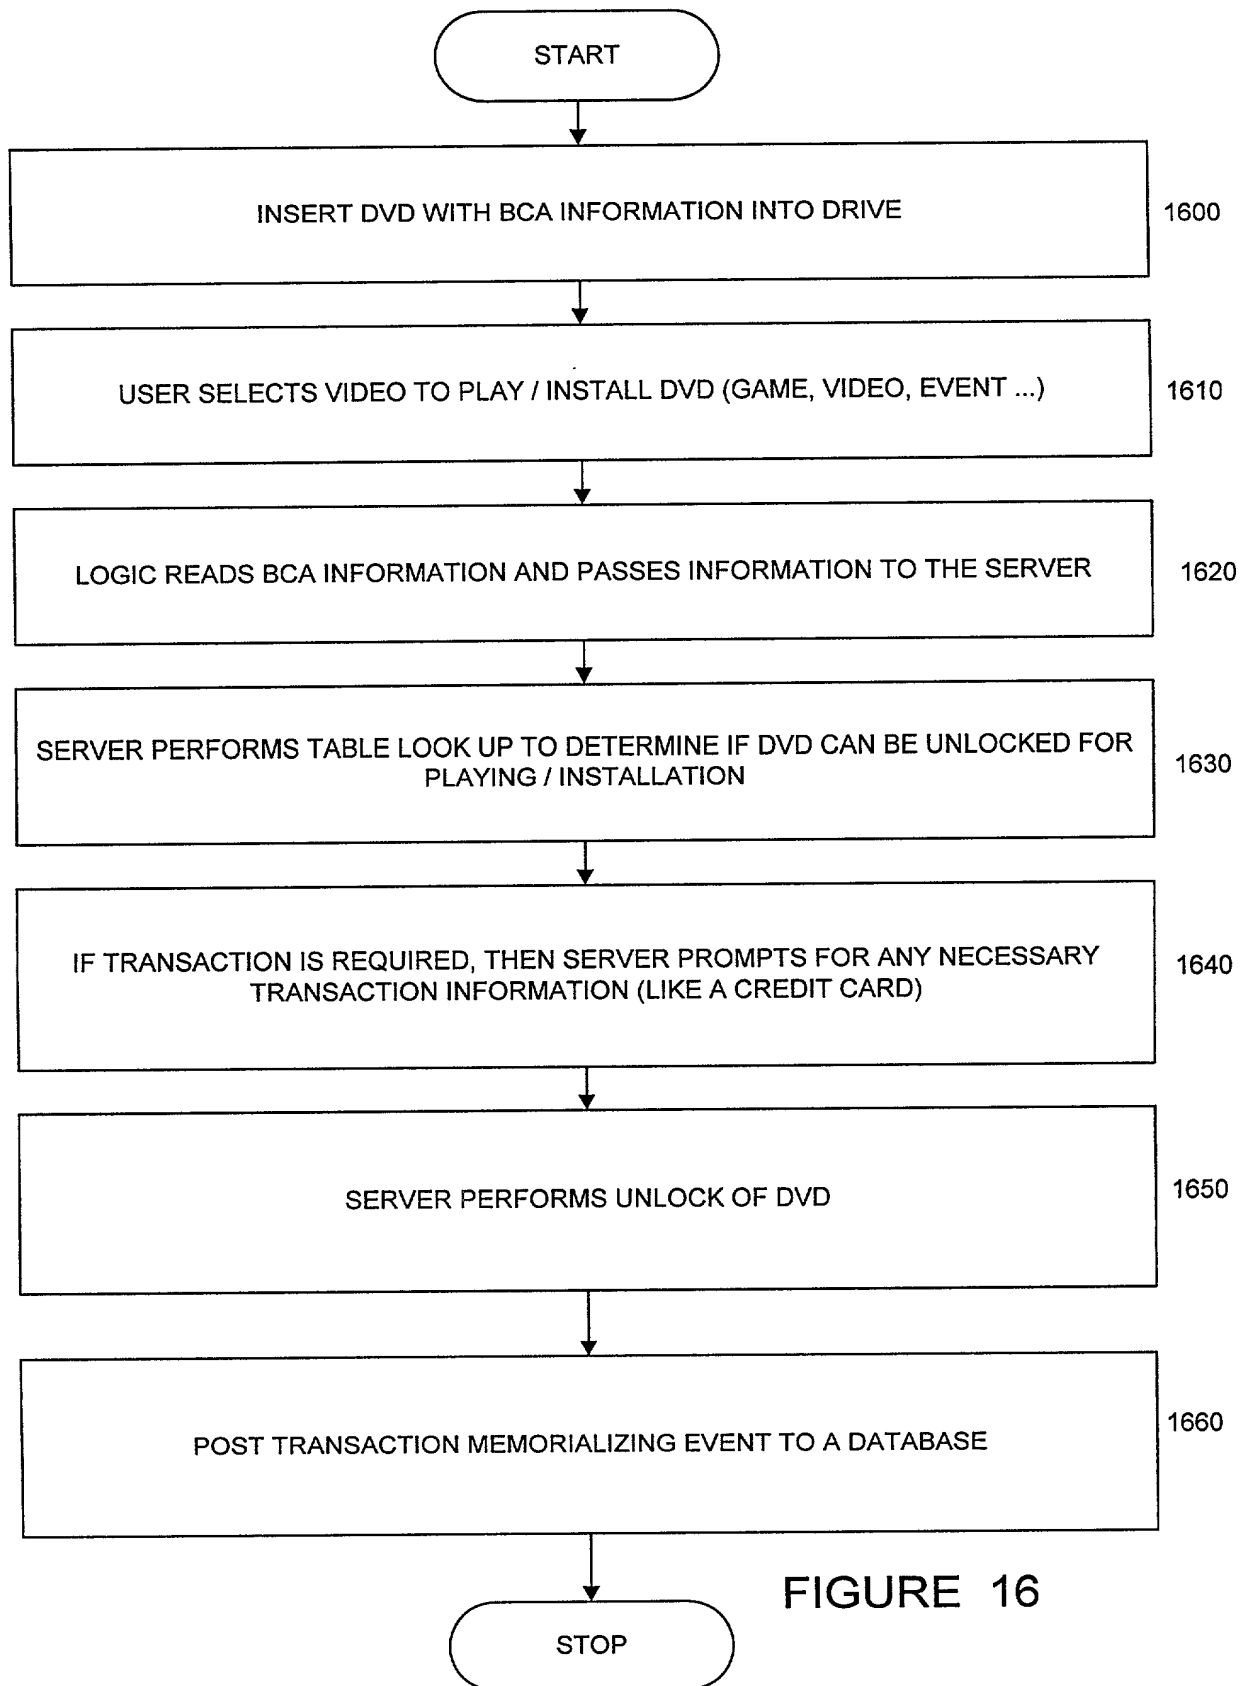 START
INSERT DVD WITH BCA INFORMATION INTO DRIVE
1600
USER SELECTS VIDEO TO PLAY / INSTALL DVD (GAME, VIDEO, EVENT ...)
1610
LOGIC READS BCA INFORMATION AND PASSES INFORMATION TO THE SERVER
1620
SERVER PERFORMS TABLE LOOK UP TO DETERMINE IF DVD CAN BE UNLOCKED FOR
PLAYING / INSTALLATION
1630
IF TRANSACTION IS REQUIRED, THEN SERVER PROMPTS FOR ANY NECESSARY
TRANSACTION INFORMATION (LIKE A CREDIT CARD)
1640
SERVER PERFORMS UNLOCK OF DVD
1650
POST TRANSACTION MEMORIALIZING EVENT TO A DATABASE
1660
FIGURE 16
STOP